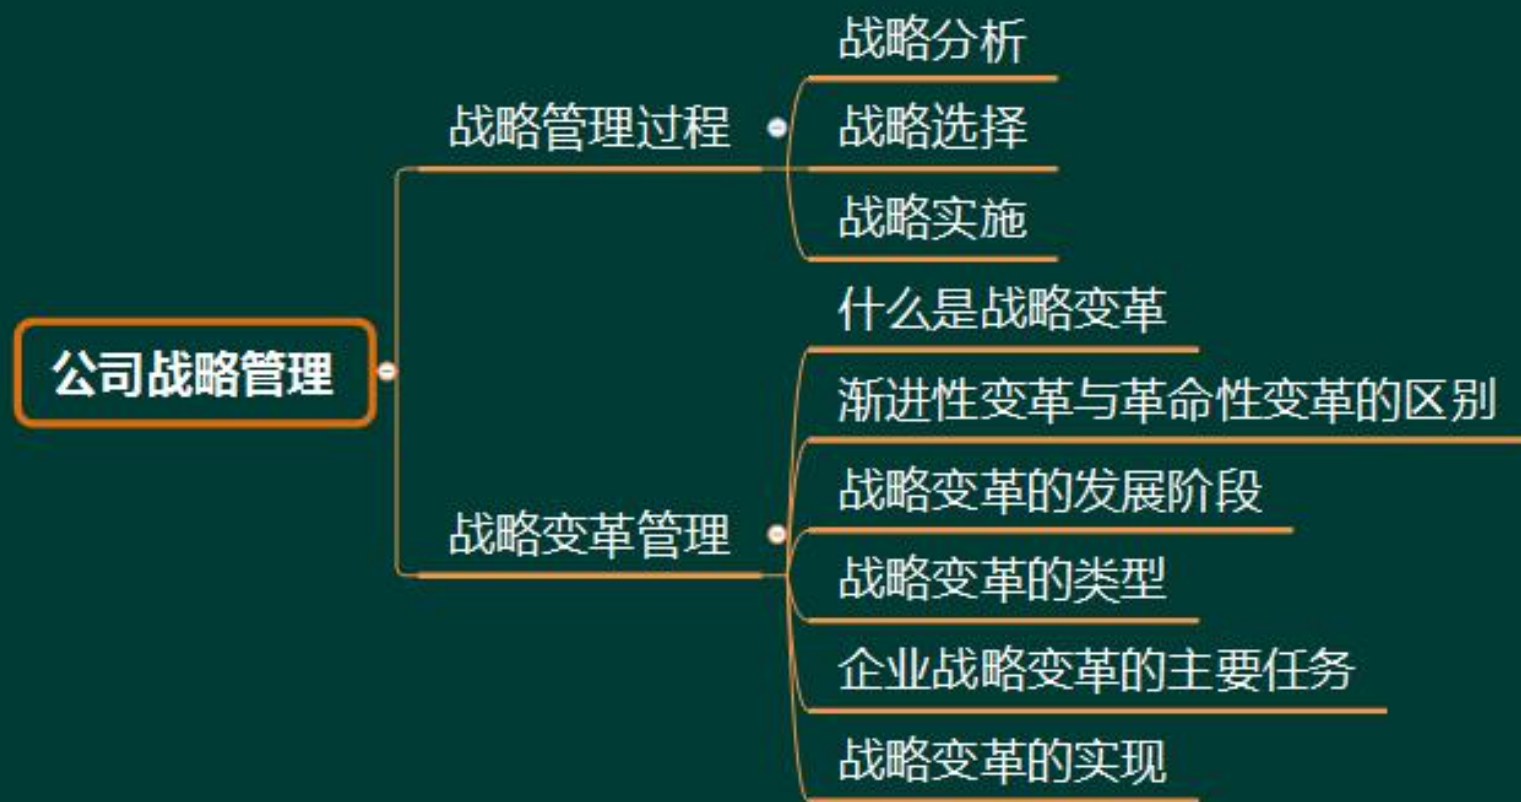 公司战略管理
战略管理过程
战略分析
战略选择
战略实施
战略变革管理
什么是战略变革
渐进性变革与革命性变革的区别
战略变革的发展阶段
战略变革的类型
企业战略变革的主要任务
战略变革的实现